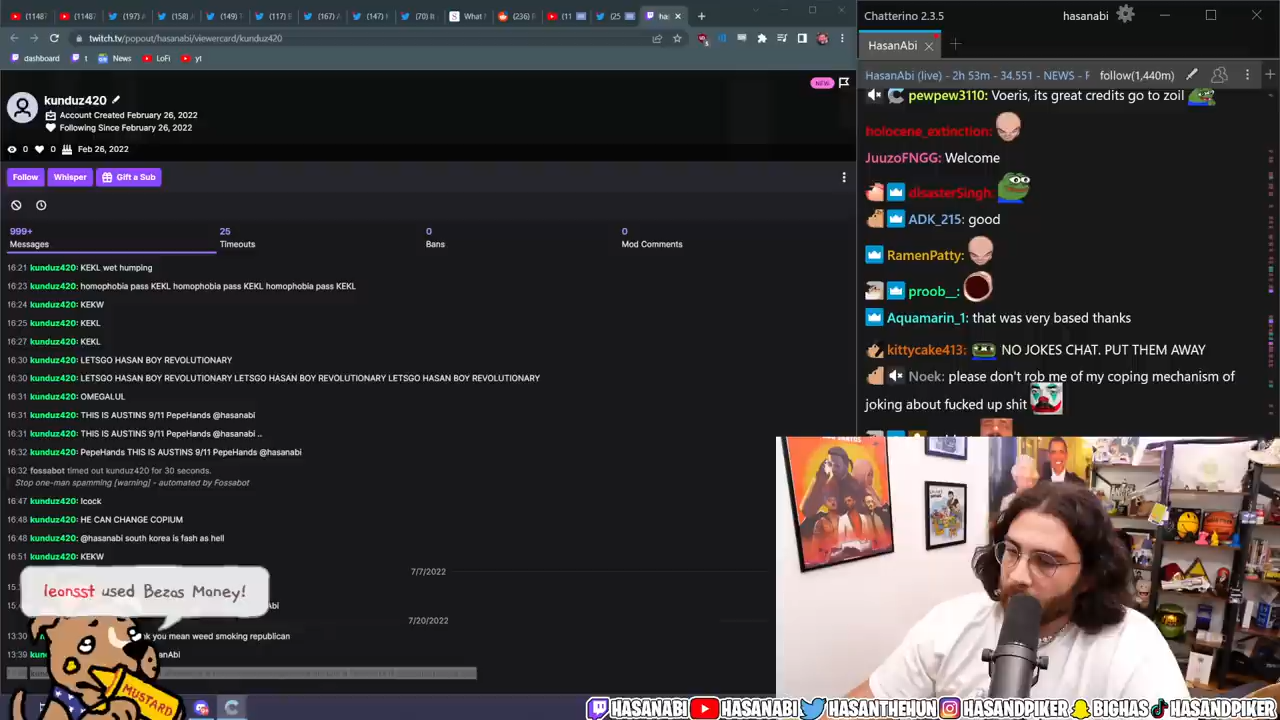 (1148
(1148
(197) /
(158) /
(149) T
(117) E
(167) /
(147) H
(70) It
What
(236) F
(11
(25
ha:
twitch.tv/popout/hasanabi/viewercard/kunduz420
dashboard
t
News
LoFi
yt
kunduz420
NEW
Account Created February 26, 2022
Following Since February 26, 2022
0 0 Feb 26, 2022
Follow
Whisper
Gift a Sub
999+
Messages
25
Timeouts
0
Bans
0
Mod Comments
16:21 kunduz420: KEKL wet humping
16:23 kunduz420: homophobia pass KEKL homophobia pass KEKL homophobia pass KEKL
16:24 kunduz420: KEKW
16:25 kunduz420: KEKL
16:27 kunduz420: KEKL
16:30 kunduz420: LETSGO HASAN BOY REVOLUTIONARY
16:30 kunduz420: LETSGO HASAN BOY REVOLUTIONARY LETSGO HASAN BOY REVOLUTIONARY LETSGO HASAN BOY REVOLUTIONARY
16:31 kunduz420: OMEGALUL
16:31 kunduz420: THIS IS AUSTINS 9/11 PepeHands @hasanabi
16:31 kunduz420: THIS IS AUSTINS 9/11 PepeHands @hasanabi ..
16:32 kunduz420: PepeHands THIS IS AUSTINS 9/11 PepeHands @hasanabi
16:32 fossabot timed out kunduz420 for 30 seconds.
Stop one-man spamming [warning] - automated by Fossabot
16:47 kunduz420: lcock
16:48 kunduz420: HE CAN CHANGE COPIUM
16:48 kunduz420: @hasanabi south korea is fash as hell
16:51 kunduz420: KEKW
7/7/2022
7/20/2022
13:30 you mean weed smoking republican
13:39
leansst used Bezos Money!
MUSTARD
Chatterino 2.3.5
hasanabi
HasanAbi
HasanAbi (live) - 2h 53m - 34.551 - NEWS - F
follow(1,440m)
pewpew3110: Voeris, its great credits go to zoil
holocene_extinction:
JuuzoFNGG: Welcome
disasterSingh:
ADK_215: good
RamenPatty:
proob__:
Aquamarin_1: that was very based thanks
kittycake413: NO JOKES CHAT. PUT THEM AWAY
Noek: please don't rob me of my coping mechanism of
joking about fucked up shit
HASANABI HASANABI HASANTHEHUN HASANDPIKER BIGHAS HASANDPIKER